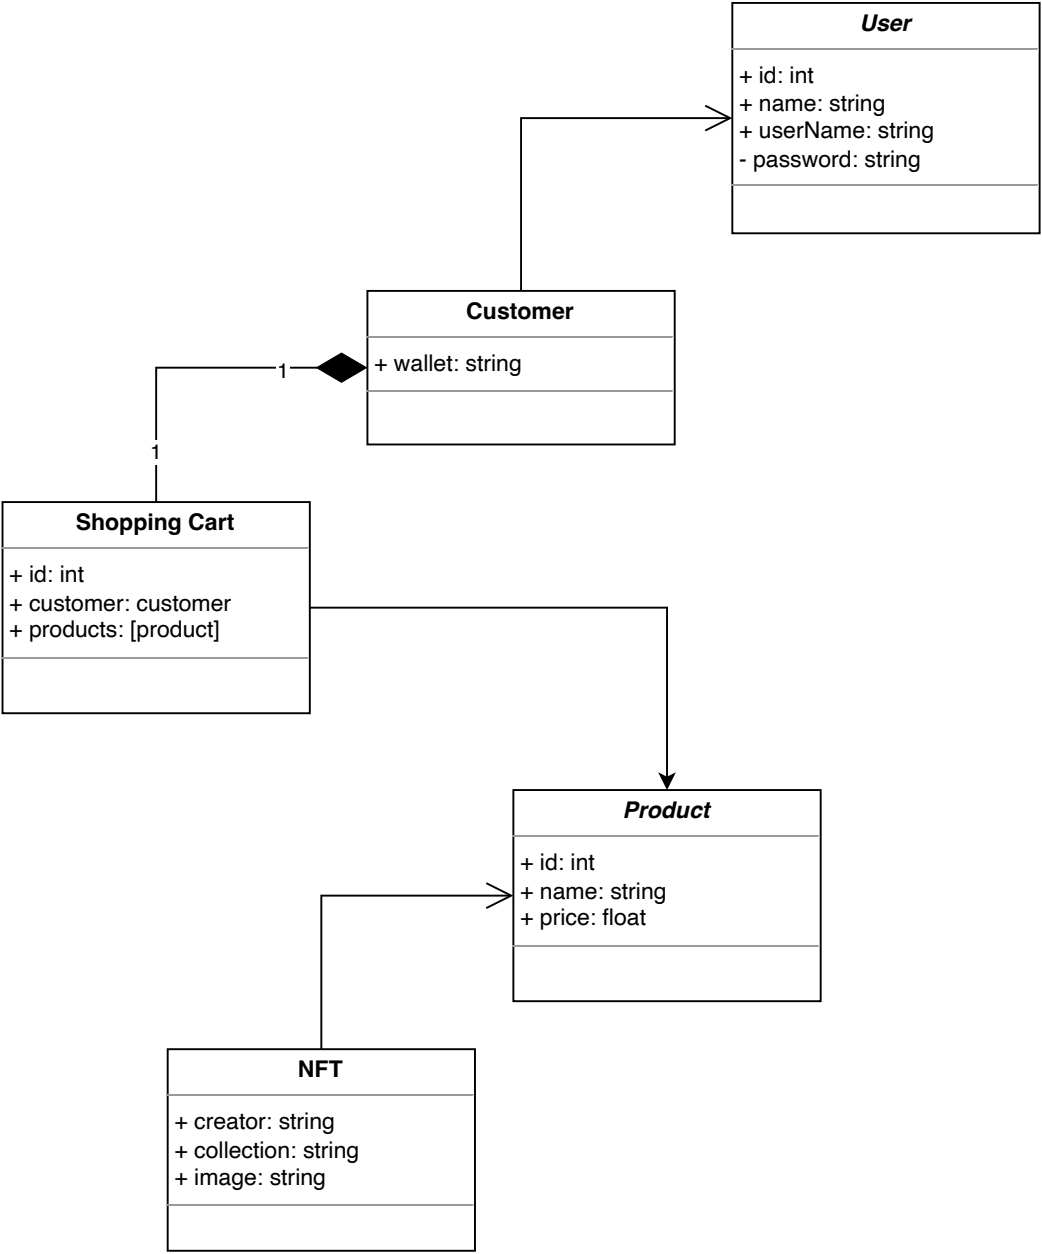 User
+ id: int
+ name: string
+ userName: string
- password: string
Customer
+ wallet: string
1
1
Shopping Cart
+ id: int
+ customer: customer
+ products: [product]
Product
+ id: int
+ name: string
+ price: float
NFT
+ creator: string
+ collection: string
+ image: string